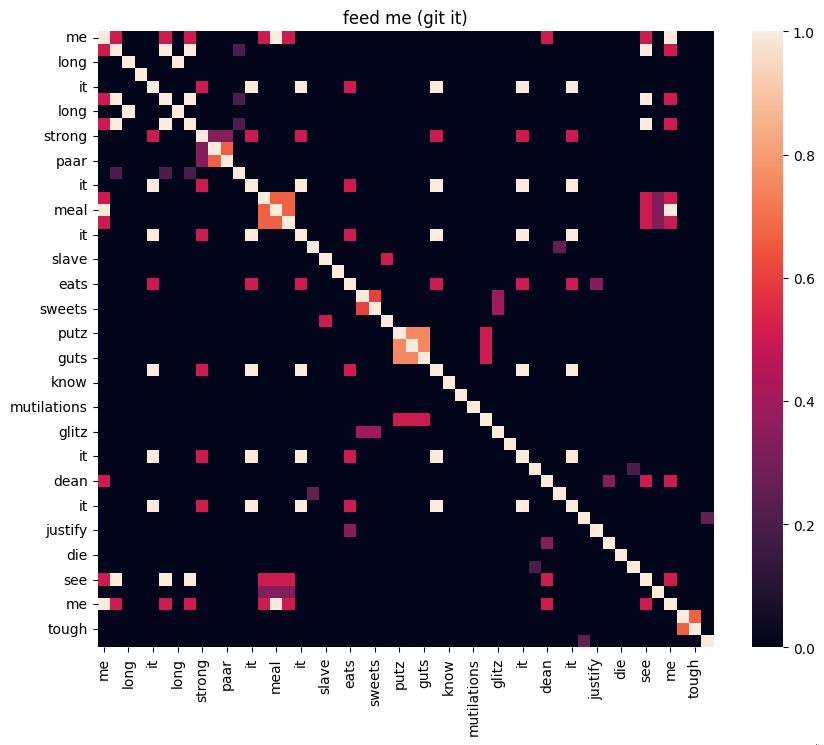 feed me (git it)
me
long
it
long
strong
paar
it
meal
it
slave
eats
sweets
putz
guts
know
mutilations
glitz
it
dean
it
justify
die
see
me
tough
1.0
0.8
0.6
0.4
0.2
0.0
me long it long strong paar it meal it slave eats sweets putz guts know mutilations glitz it dean it justify die see me tough